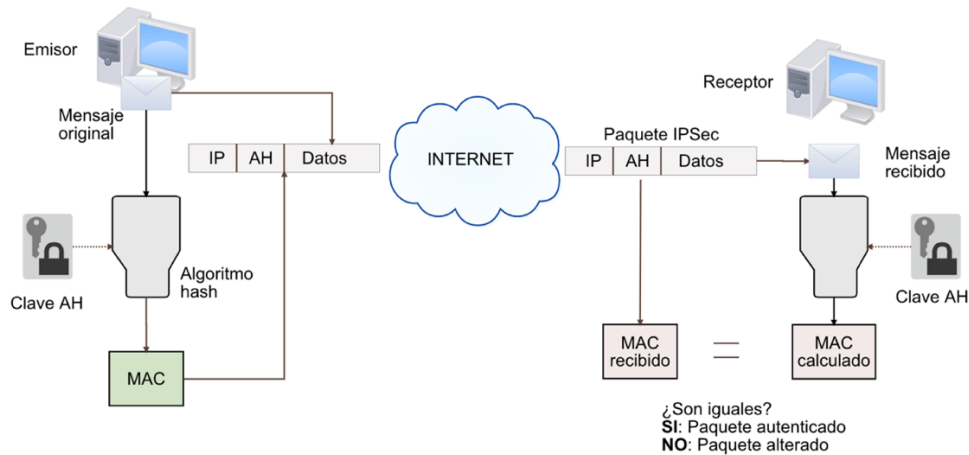 Emisor
Mensaje
original
IP AH Datos
Clave AH
Algoritmo
hash
MAC
INTERNET
Paquete IPSec
IP AH Datos
Receptor
Mensaje
recibido
Clave AH
MAC
recibido
=
MAC
calculado
¿Son iguales?
SI: Paquete autenticado
NO: Paquete alterado